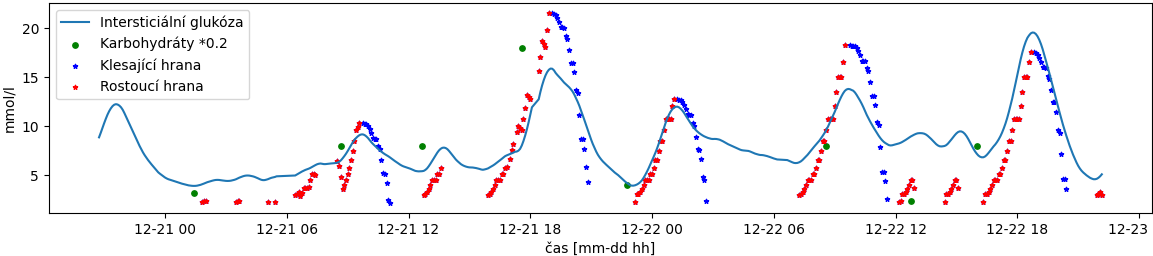 Intersticiální glukóza
Karbohydráty *0.2
Klesající hrana
Rostoucí hrana
mmol/l
20
15
10
5
12-21 00 12-21 06 12-21 12 12-21 18 12-22 00 12-22 06 12-22 12 12-22 18 12-23
čas [mm-dd hh]